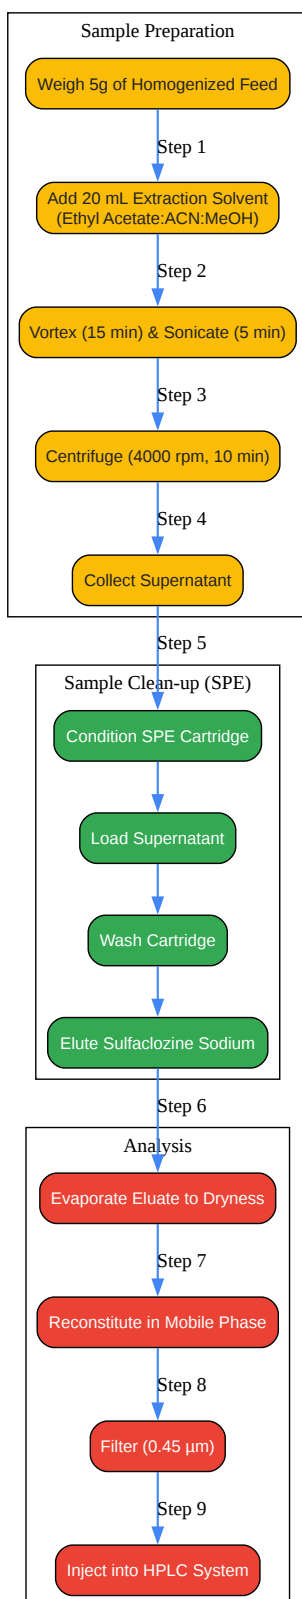 Sample Preparation
Weigh 5g of Homogenized Feed
Step 1
Add 20 mL Extraction Solvent
(Ethyl Acetate:ACN:MeOH)
Step 2
Vortex (15 min) & Sonicate (5 min)
Step 3
Centrifuge (4000 rpm, 10 min)
Step 4
Collect Supernatant
Step 5
Sample Clean-up (SPE)
Condition SPE Cartridge
Load Supernatant
Wash Cartridge
Elute Sulfaclozine Sodium
Step 6
Analysis
Evaporate Eluate to Dryness
Step 7
Reconstitute in Mobile Phase
Step 8
Filter (0.45 µm)
Step 9
Inject into HPLC System